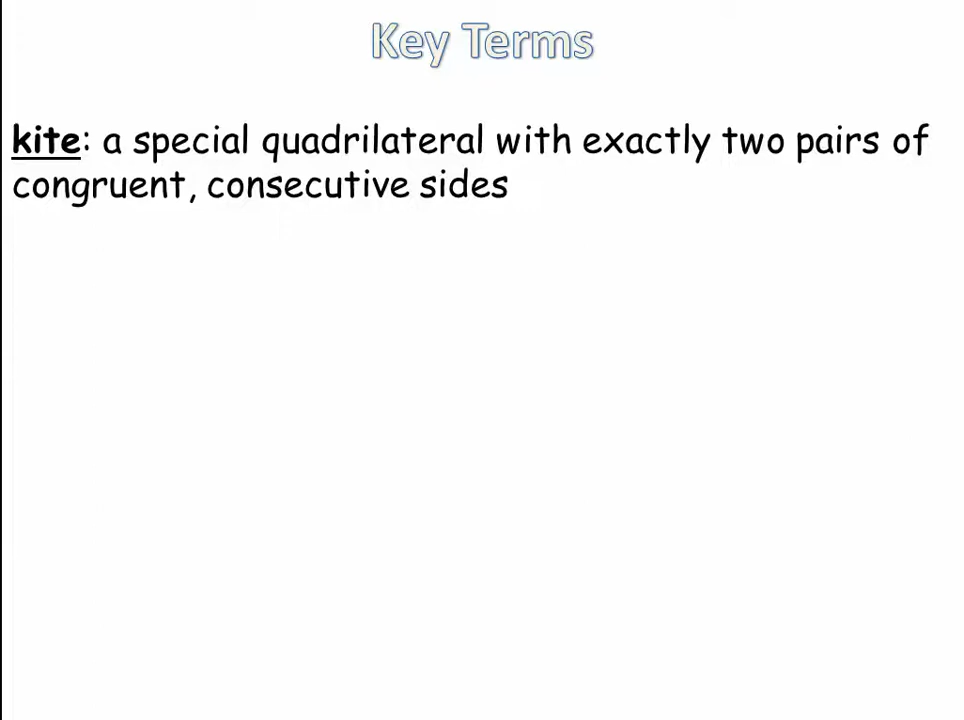 Key Terms
kite: a special quadrilateral with exactly two pairs of
congruent, consecutive sides